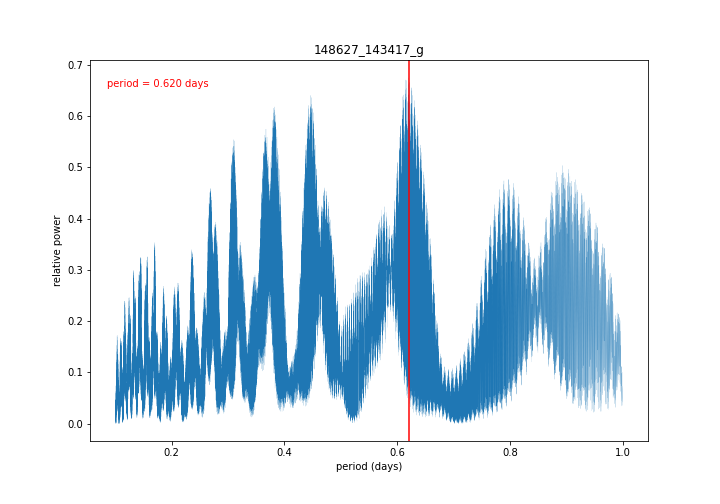 148627_143417_g
period = 0.620 days
relative power
0.7
0.6
0.5
0.4
0.3
0.2
0.1
0.0
0.2 0.4 0.6 0.8 1.0
period (days)